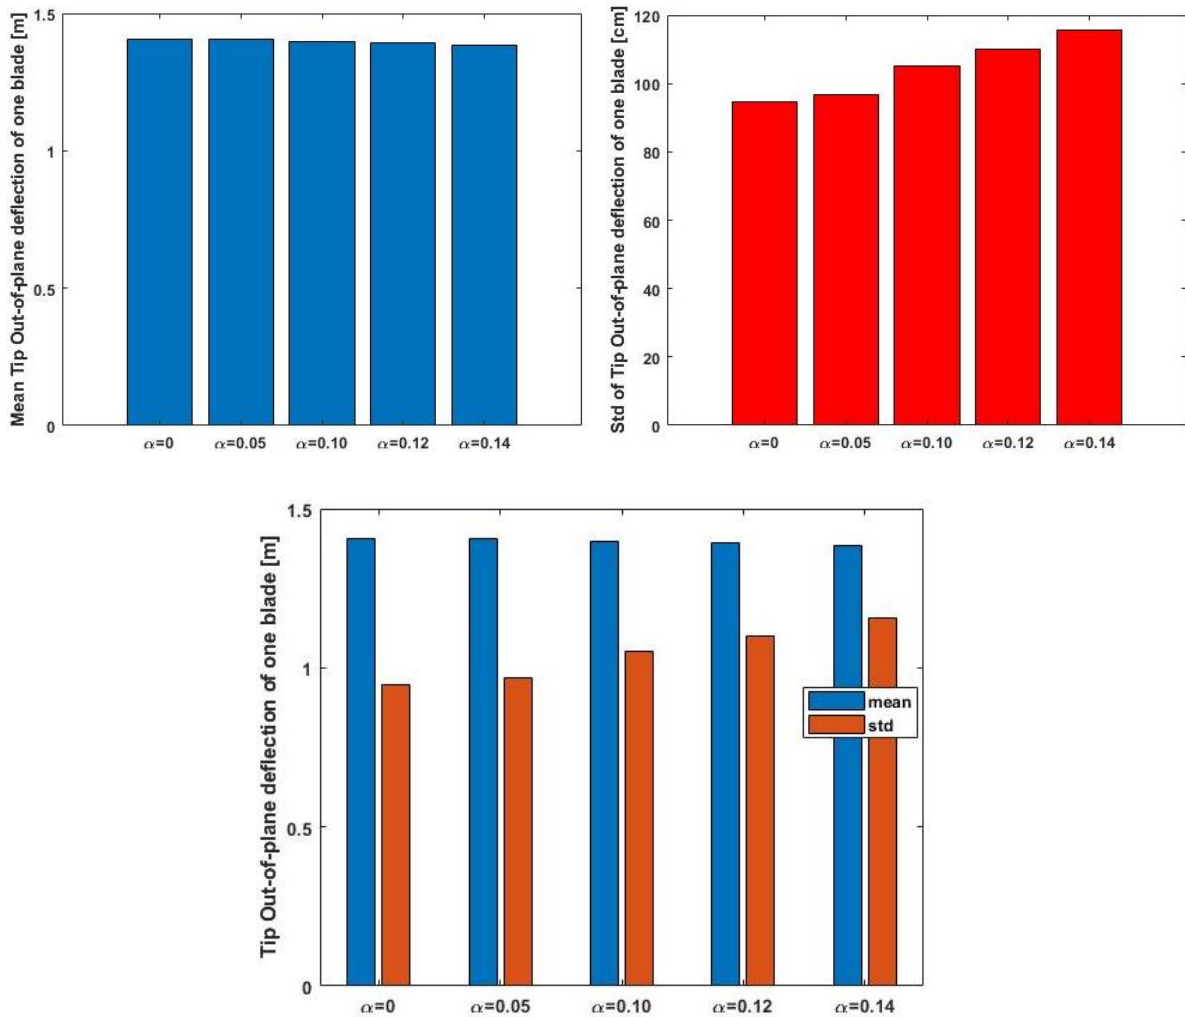 Mean Tip Out-of-plane deflection of one blade [m]
1.5
1
0.5
0
α=0 α=0.05 α=0.10 α=0.12 α=0.14
Std of Tip Out-of-plane deflection of one blade [cm]
120
100
80
60
40
20
0
α=0 α=0.05 α=0.10 α=0.12 α=0.14
Tip Out-of-plane deflection of one blade [m]
1.5
1
0.5
0
mean
std
α=0 α=0.05 α=0.10 α=0.12 α=0.14